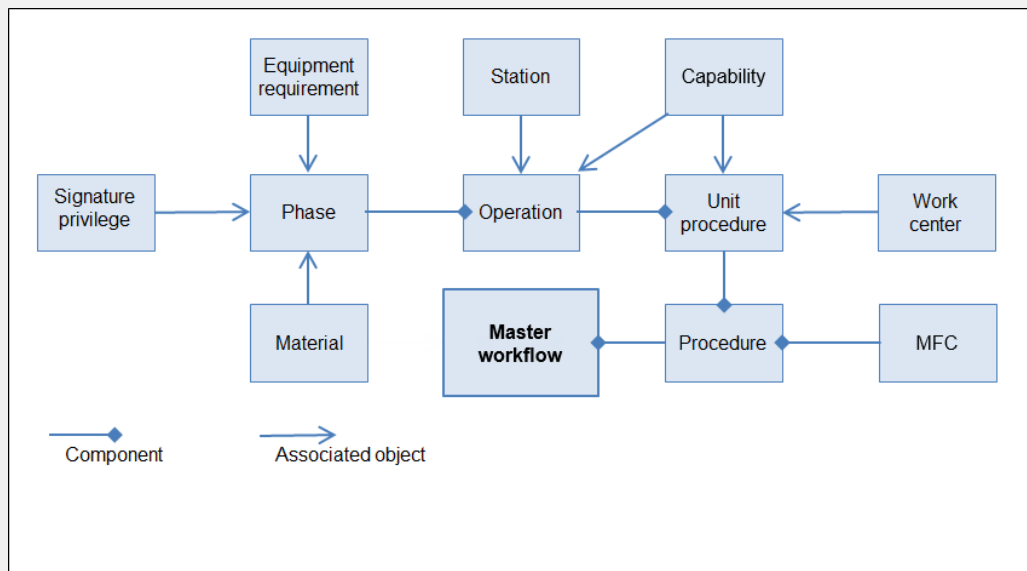 Equipment
requirement
Station
Capability
Signature
privilege
Phase
Operation
Unit
procedure
Work
center
Material
Master
workflow
Procedure
MFC
Component
Associated object